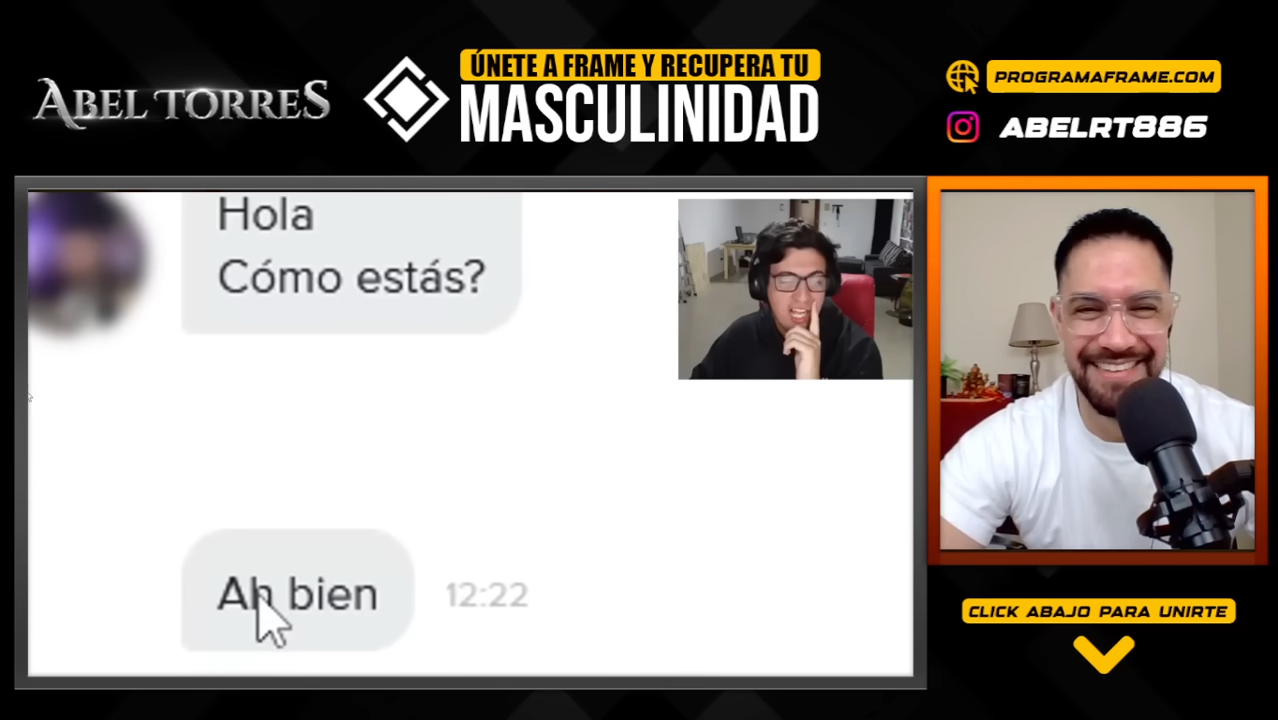 ABEL TORRES
ÚNETE A FRAME Y RECUPERA TU
MASCULINIDAD
PROGRAMAFRAME.COM
ABELRT886
Hola
Cómo estás?
Ah bien
12:22
CLICK ABAJO PARA UNIRTE